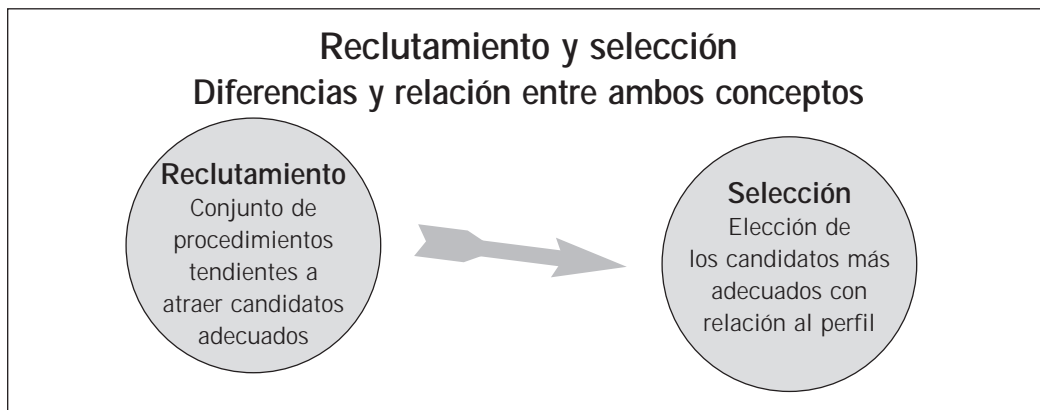 Reclutamiento y selección
Diferencias y relación entre ambos conceptos
Reclutamiento
Conjunto de
procedimientos
tendientes a
atraer candidatos
adecuados
Selección
Elección de
los candidatos más
adecuados con
relación al perfil